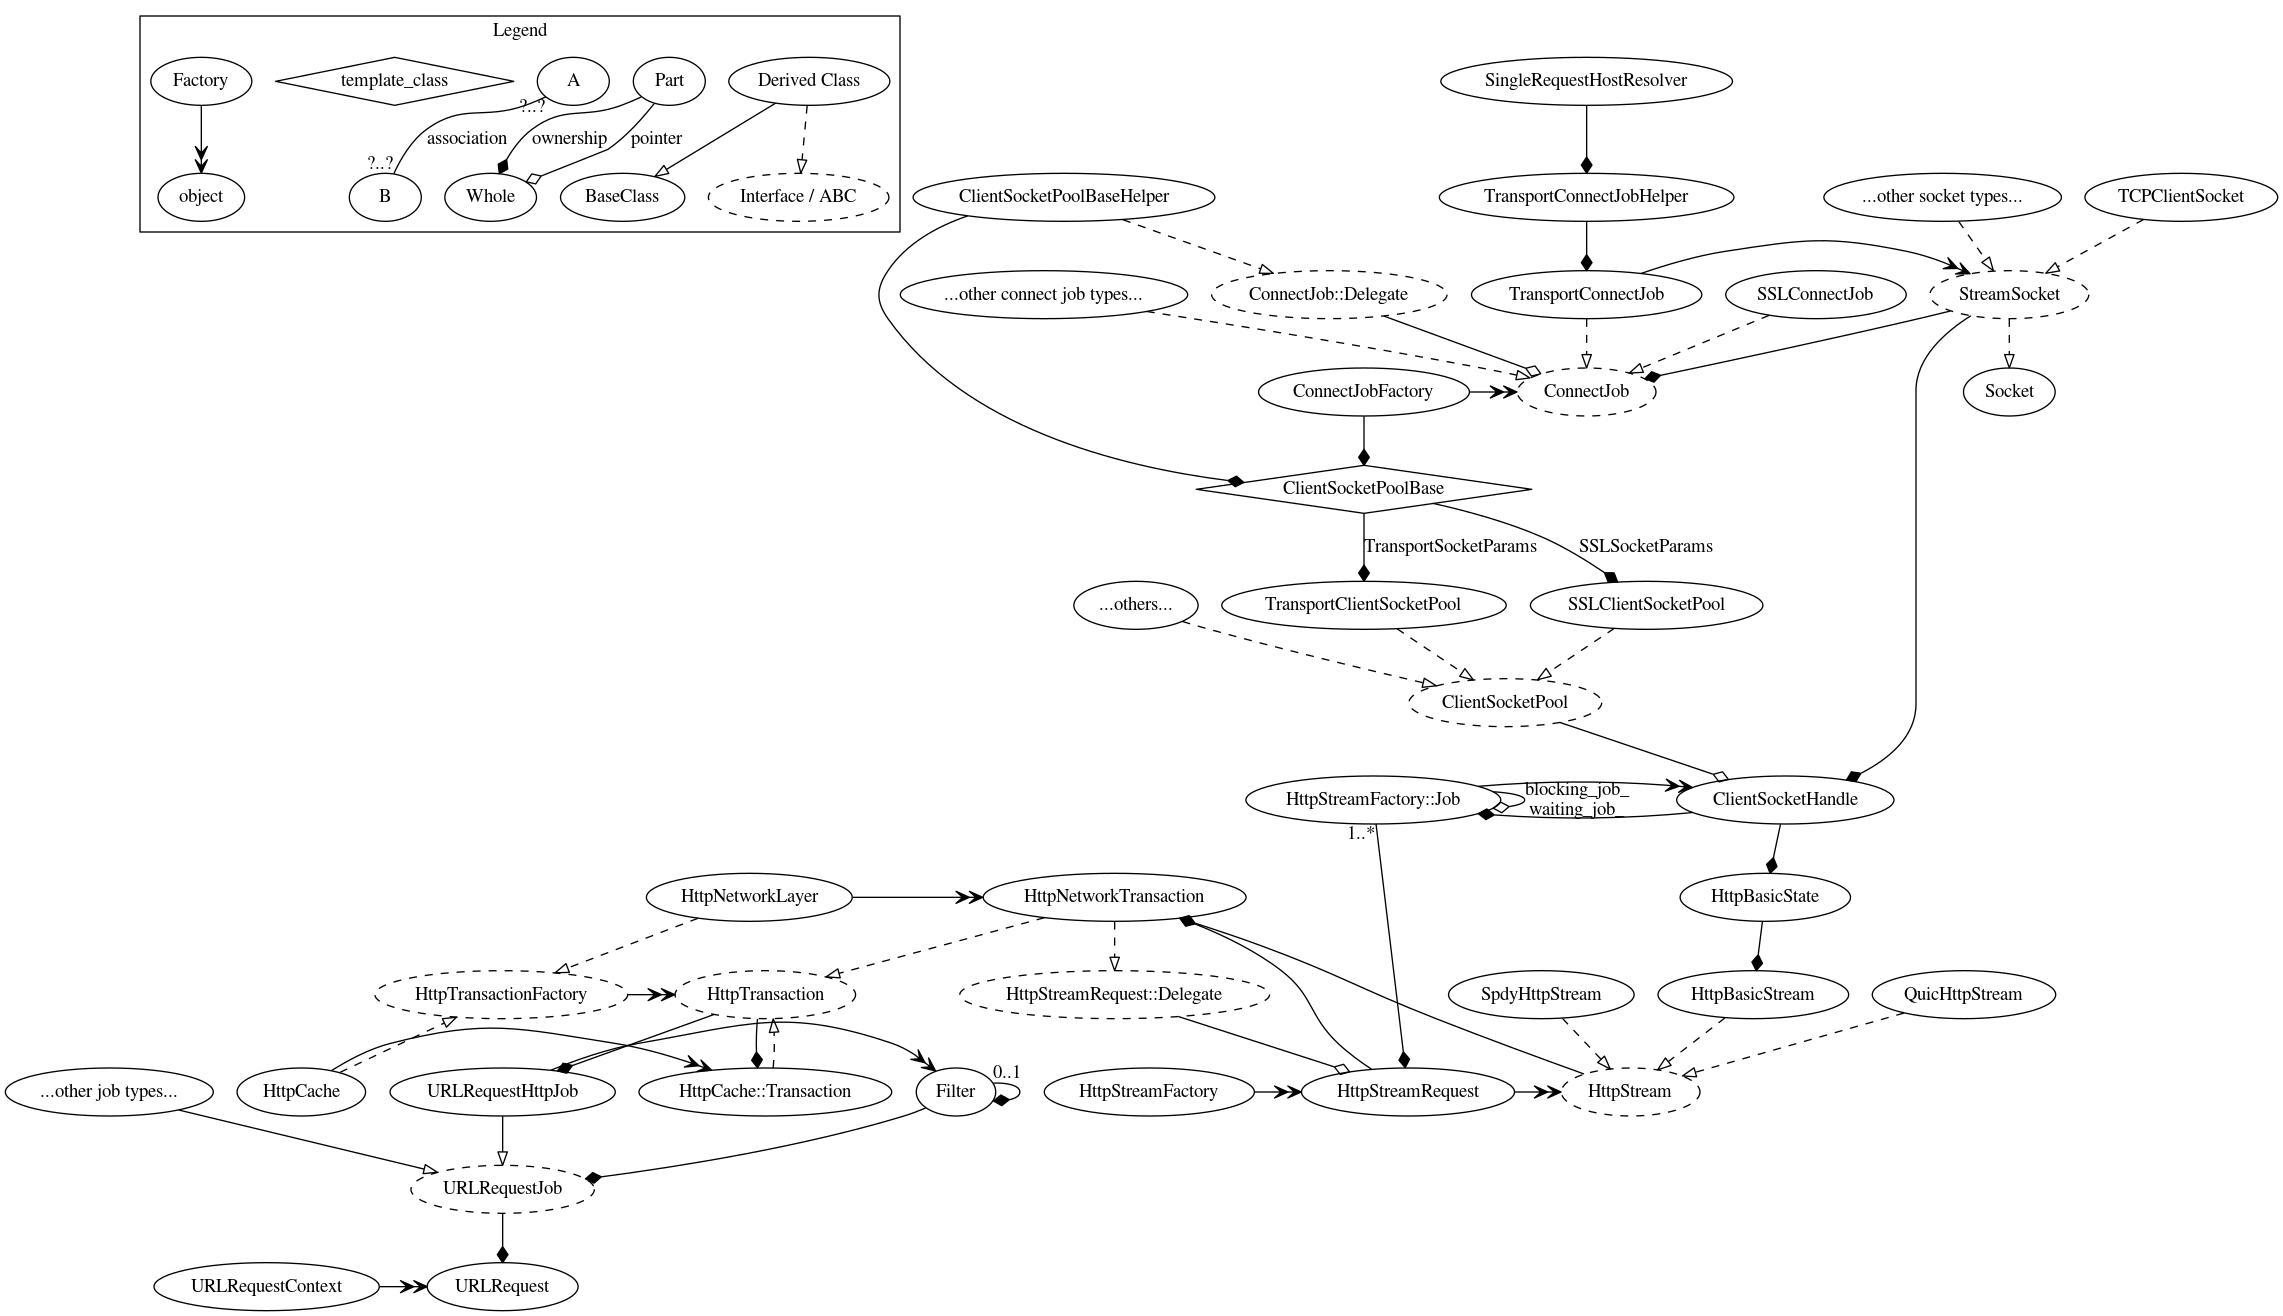 Legend
Factory
template_class
A
Part
Derived Class
SingleRequestHostResolver
?..?
association
ownership
pointer
?..?
object
B
Whole
BaseClass
Interface / ABC
ClientSocketPoolBaseHelper
TransportConnectJobHelper
...other socket types...
TCPClientSocket
...other connect job types...
ConnectJob::Delegate
TransportConnectJob
SSLConnectJob
StreamSocket
ConnectJobFactory
ConnectJob
Socket
ClientSocketPoolBase
TransportSocketParams
SSLSocketParams
...others...
TransportClientSocketPool
SSLClientSocketPool
ClientSocketPool
HttpStreamFactory::Job
blocking_job_
waiting_job_
ClientSocketHandle
1..*
HttpNetworkLayer
HttpNetworkTransaction
HttpBasicState
HttpTransactionFactory
HttpTransaction
HttpStreamRequest::Delegate
SpdyHttpStream
HttpBasicStream
QuicHttpStream
...other job types...
HttpCache
URLRequestHttpJob
HttpCache::Transaction
Filter
0..1
HttpStreamFactory
HttpStreamRequest
HttpStream
URLRequestJob
URLRequestContext
URLRequest